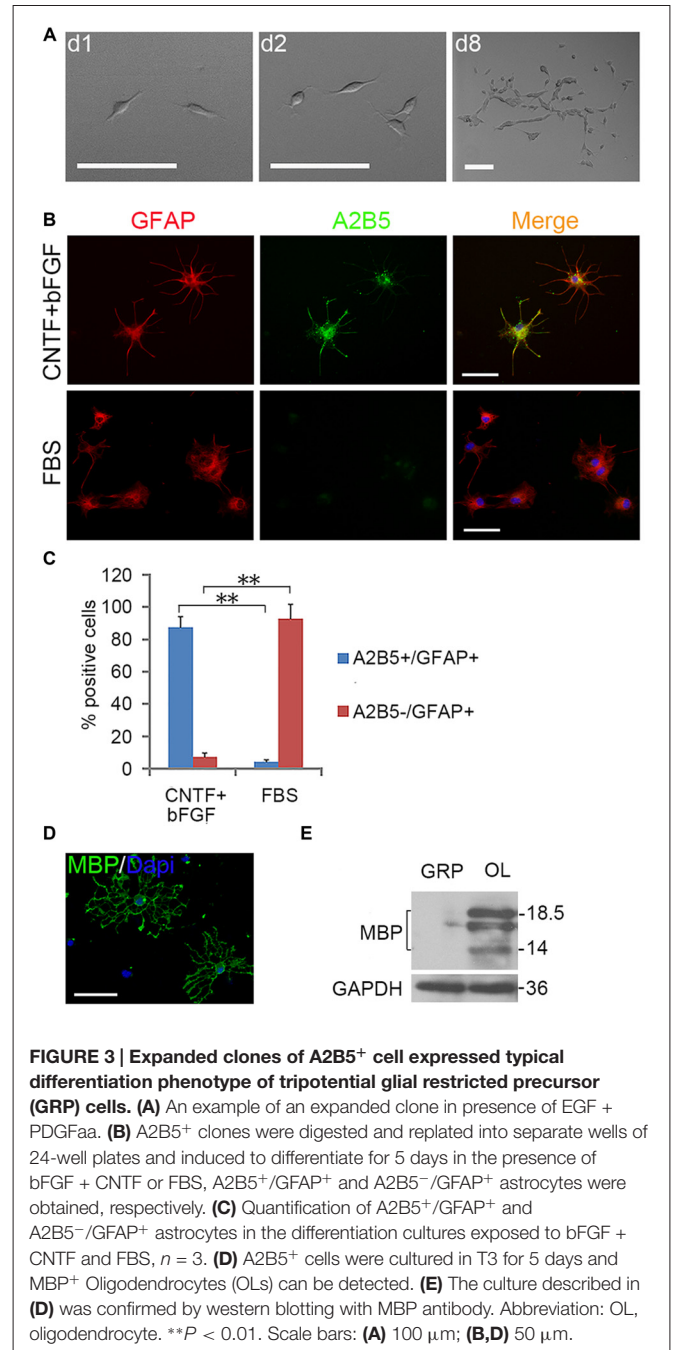 A
d1 d2 d8
B
GFAP A2B5 Merge
CNTF+bFGF
FBS
C
120
100
80
60
40
20
0
% positive cells
**
**
A2B5+/GFAP+
A2B5-/GFAP+
CNTF+ FBS
bFGF
D
MBP/Dapi
E
GRP OL
MBP
-18.5
-14
GAPDH -36
FIGURE 3 | Expanded clones of A2B5⁺ cell expressed typical
differentiation phenotype of tripotential glial restricted precursor
(GRP) cells. (A) An example of an expanded clone in presence of EGF +
PDGFaa. (B) A2B5⁺ clones were digested and replated into separate wells of
24-well plates and induced to differentiate for 5 days in the presence of
bFGF + CNTF or FBS, A2B5⁺/GFAP⁺ and A2B5⁻/GFAP⁺ astrocytes were
obtained, respectively. (C) Quantification of A2B5⁺/GFAP⁺ and
A2B5⁻/GFAP⁺ astrocytes in the differentiation cultures exposed to bFGF +
CNTF and FBS, n = 3. (D) A2B5⁺ cells were cultured in T3 for 5 days and
MBP⁺ Oligodendrocytes (OLs) can be detected. (E) The culture described in
(D) was confirmed by western blotting with MBP antibody. Abbreviation: OL,
oligodendrocyte. **P < 0.01. Scale bars: (A) 100 μm; (B,D) 50 μm.